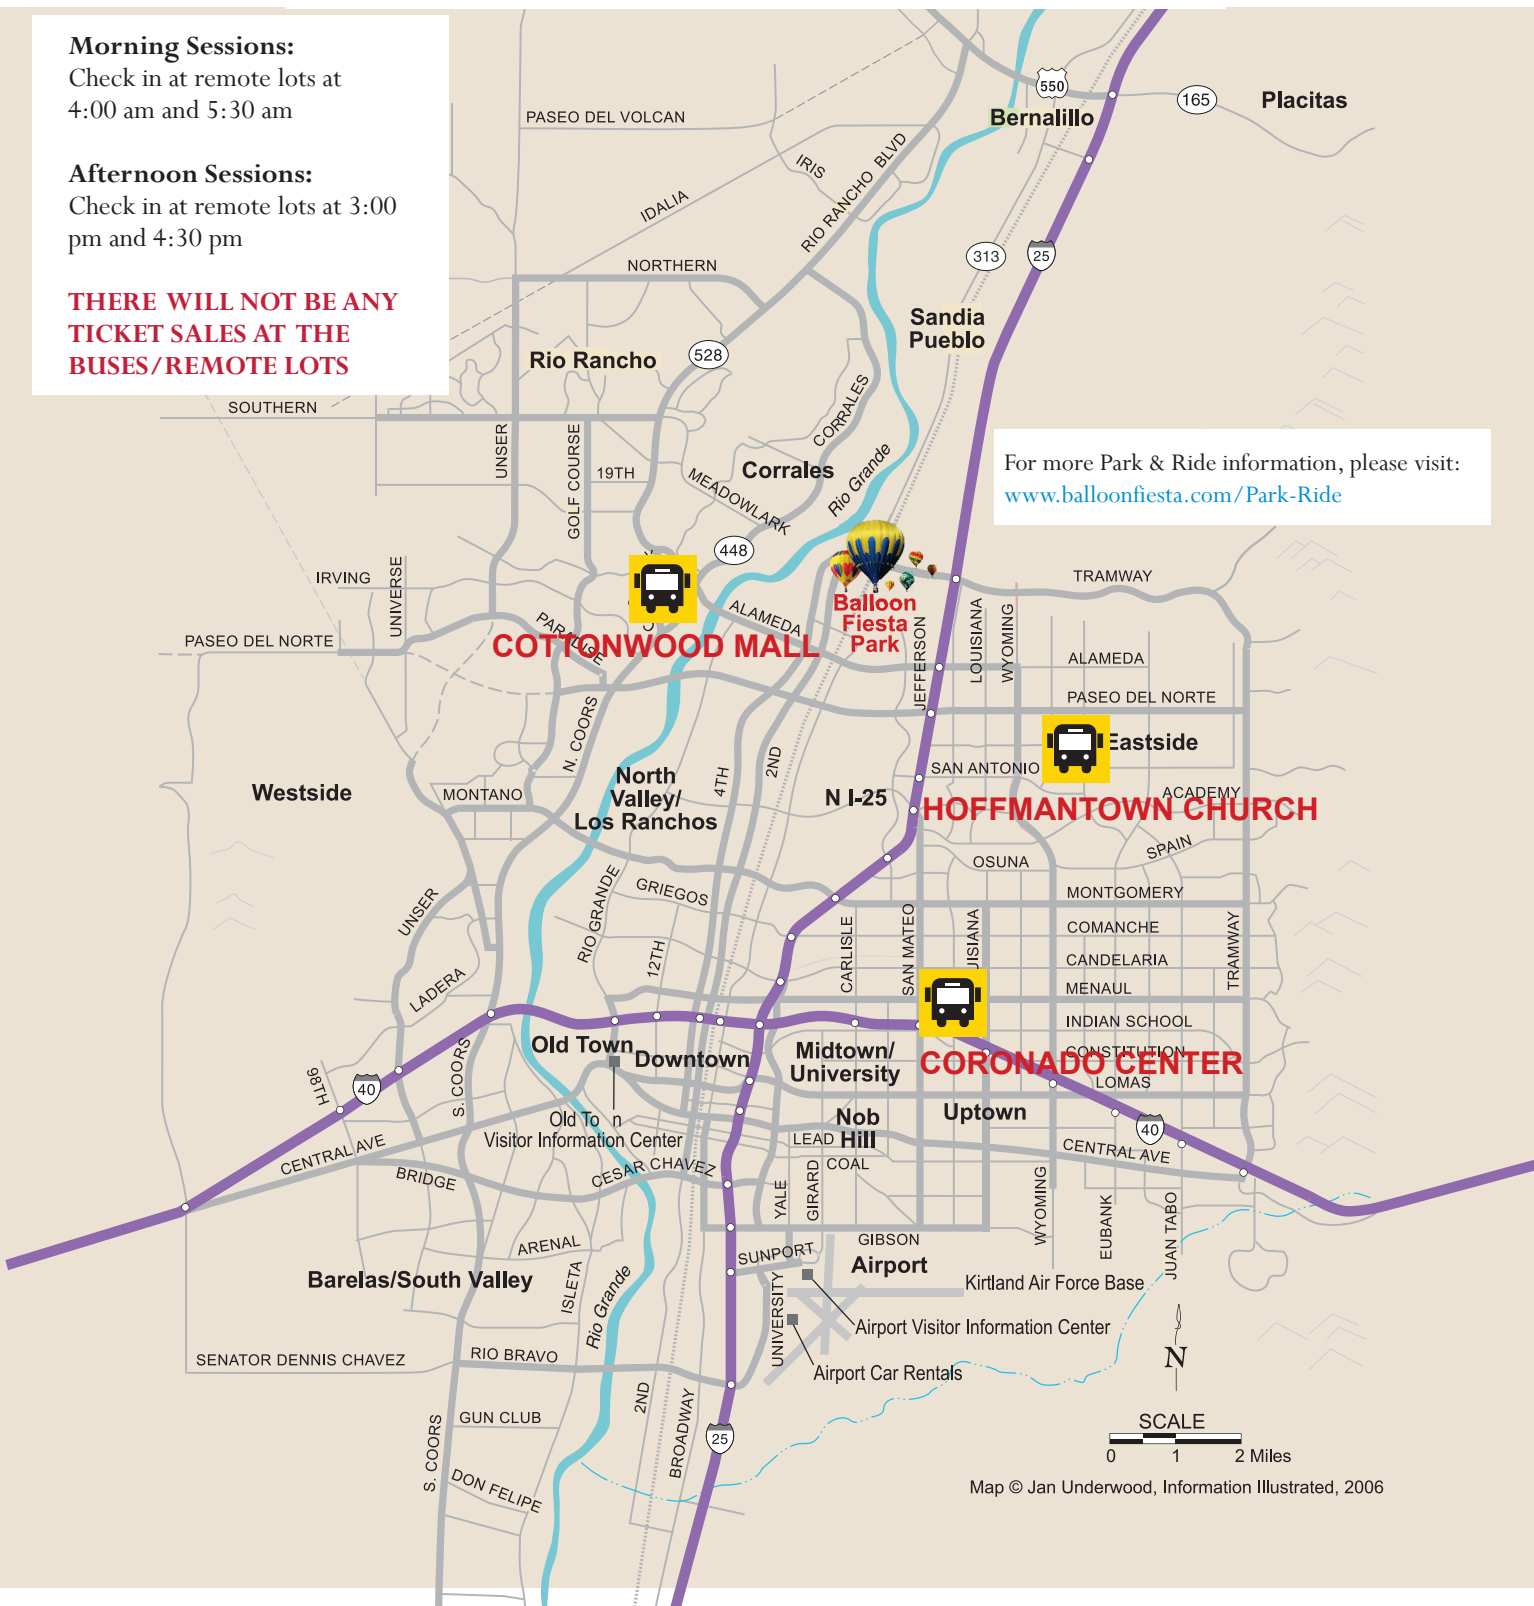 Morning Sessions:
Check in at remote lots at
4:00 am and 5:30 am
Afternoon Sessions:
Check in at remote lots at 3:00
pm and 4:30 pm
THERE WILL NOT BE ANY
TICKET SALES AT THE
BUSES/REMOTE LOTS
550
165
Placitas
Bernalillo
PASEO DEL VOLCAN
IRIS
RIO RANCHO BLVD
IDALIA
313
25
NORTHERN
Sandia
Pueblo
Rio Rancho
528
SOUTHERN
CORRALES
UNSER
GOLF COURSE
19TH
Corrales
MEADOWLARK
Rio Grande
For more Park & Ride information, please visit:
www.balloonfiesta.com/Park-Ride
448
IRVING
UNIVERSE
TRAMWAY
Balloon
Fiesta
Park
ALAMEDA
PARADISE
PASEO DEL NORTE
COTTONWOOD MALL
JEFFERSON
LOUISIANA
WYOMING
ALAMEDA
PASEO DEL NORTE
N. COORS
Eastside
SAN ANTONIO
4TH
2ND
Westside
MONTANO
North
Valley/
Los Ranchos
N I-25
ACADEMY
HOFFMANTOWN CHURCH
SPAIN
OSUNA
UNSER
RIO GRANDE
GRIEGOS
MONTGOMERY
12TH
CARLISLE
SAN MATEO
UISIANA
COMANCHE
CANDELARIA
TRAMWAY
LADERA
MENAUL
INDIAN SCHOOL
Old Town
Downtown
Midtown/
University
CONSTITUTION
CORONADO CENTER
98TH
40
S. COORS
LOMAS
Old To n
Visitor Information Center
Nob
Hill
LEAD
COAL
Uptown
40
CENTRAL AVE
CENTRAL AVE
BRIDGE
CESAR CHAVEZ
YALE
GIRARD
WYOMING
EUBANK
JUAN TABO
ARENAL
GIBSON
SUNPORT
Airport
Barelas/South Valley
ISLETA
Rio Grande
UNIVERSITY
Kirtland Air Force Base
Airport Visitor Information Center
Airport Car Rentals
SENATOR DENNIS CHAVEZ
RIO BRAVO
2ND
BROADWAY
GUN CLUB
S. COORS
25
DON FELIPE
N
SCALE
0 1 2 Miles
Map © Jan Underwood, Information Illustrated, 2006